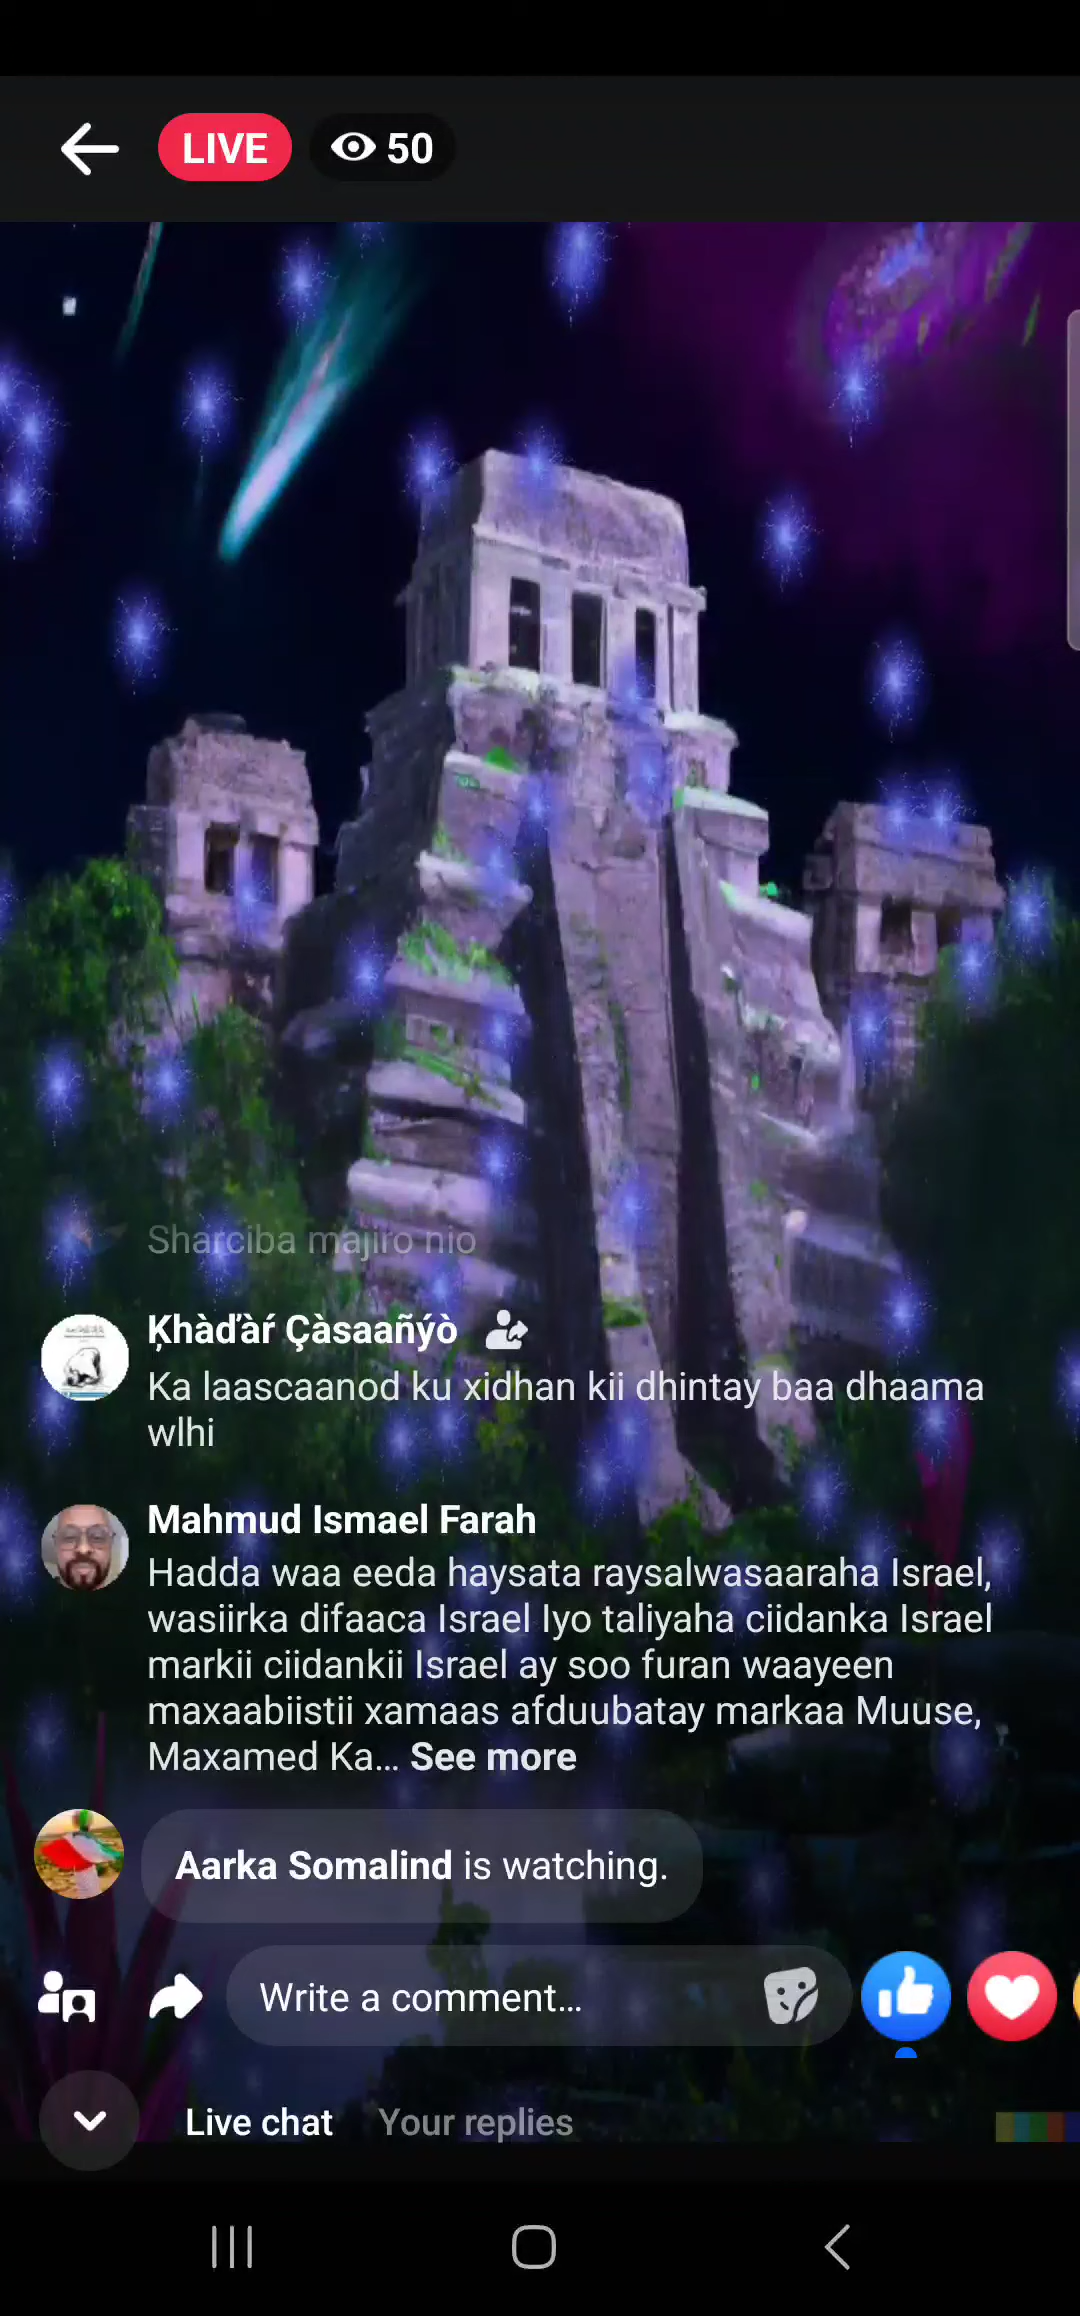 LIVE 50
Sharciba majiro nio
Ķhàďàŕ Çàsaañýò
Ka laascaanod ku xidhan kii dhintay baa dhaama
wlhi
Mahmud Ismael Farah
Hadda waa eeda haysata raysalwasaaraha Israel,
wasiirka difaaca Israel Iyo taliyaha ciidanka Israel
markii ciidankii Israel ay soo furan waayeen
maxaabiistii xamaas afduubatay markaa Muuse,
Maxamed Ka... See more
Aarka Somalind is watching.
Write a comment...
Live chat Your replies